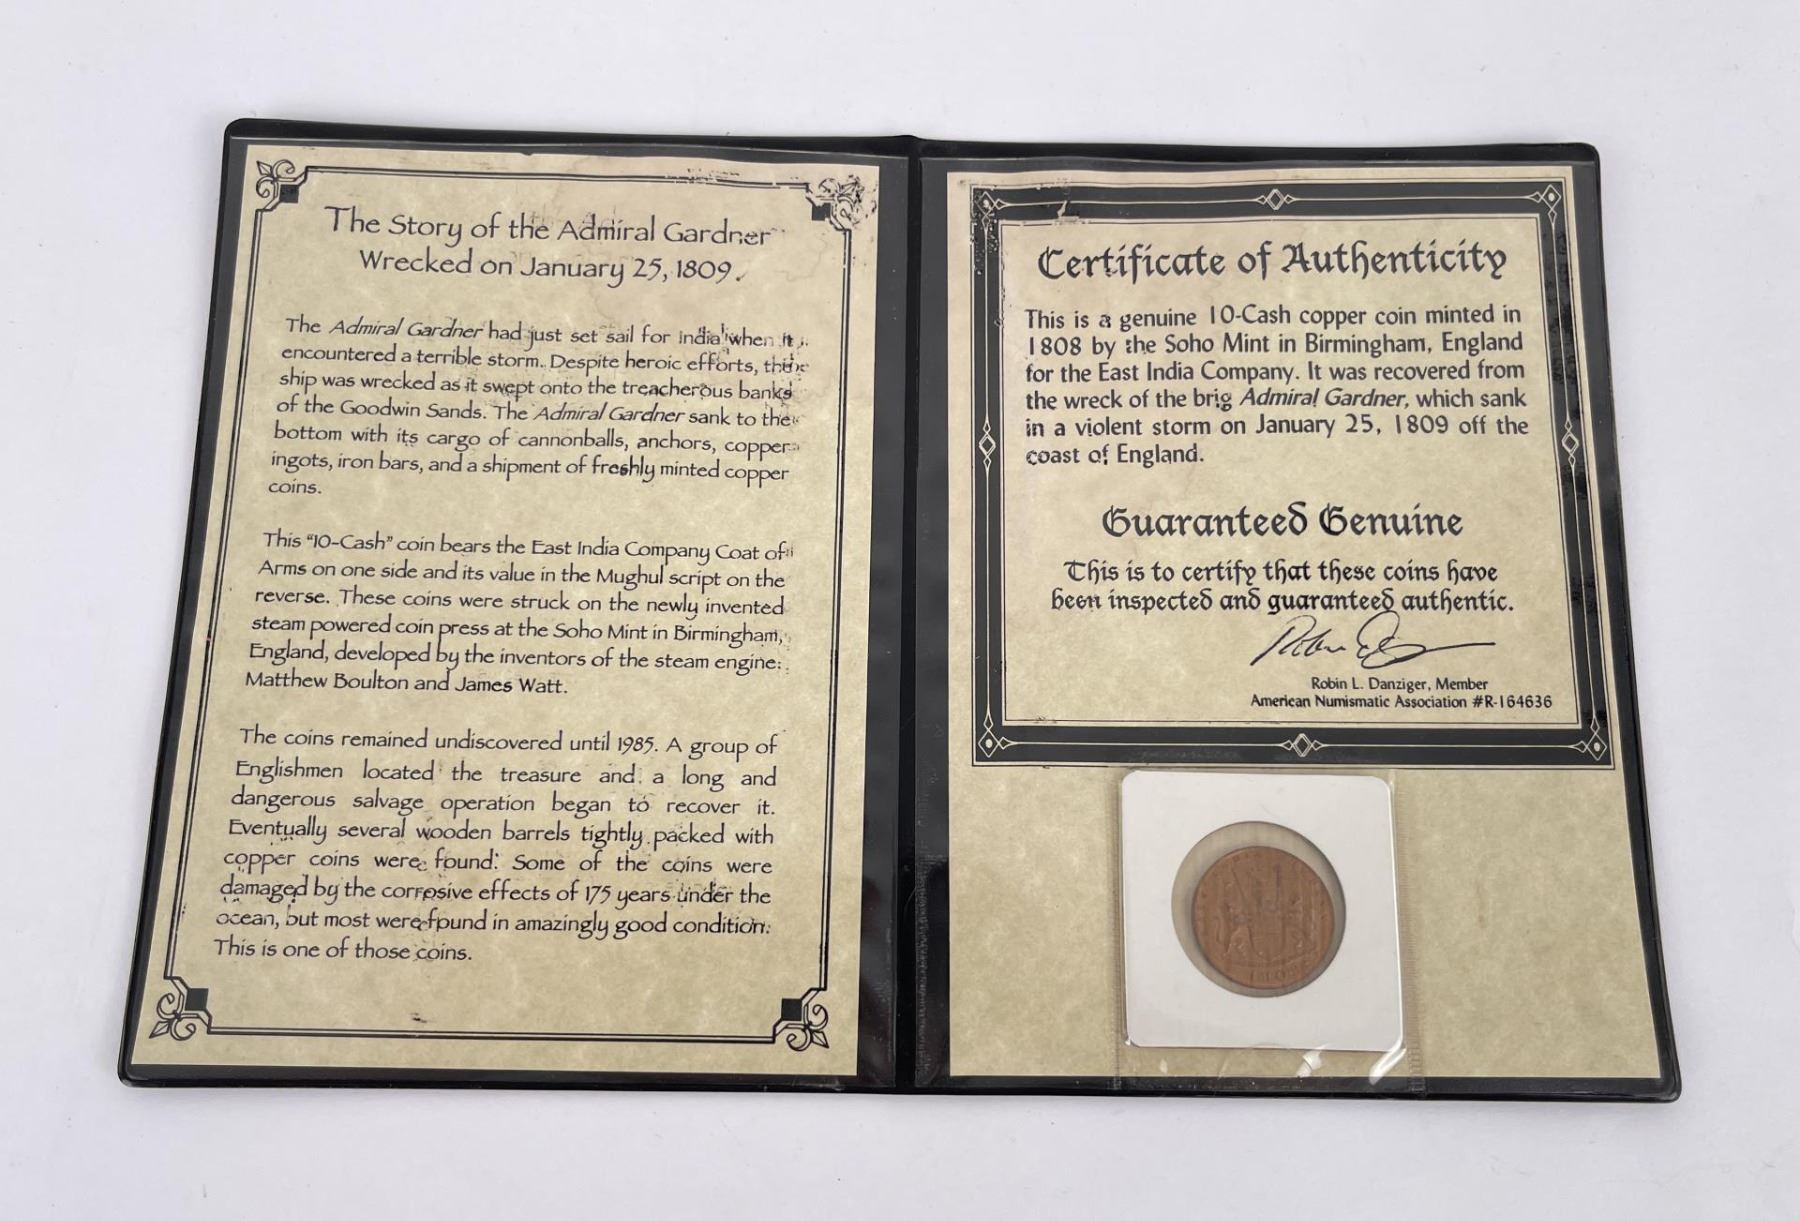 The Story of the Admiral Gardner
Wrecked on January 25, 1809.
The Admiral Gardner had just set sail for India when it
encountered a terrible storm. Despite heroic efforts, the
ship was wrecked as it swept onto the treacherous banks
of the Goodwin Sands. The Admiral Gardner sank to the
bottom with its cargo of cannonballs, anchors, copper
ingots, iron bars, and a shipment of freshly minted copper
coins.
This "10-Cash" coin bears the East India Company Coat of
Arms on one side and its value in the Mughul script on the
reverse. These coins were struck on the newly invented
steam powered coin press at the Soho Mint in Birmingham,
England, developed by the inventors of the steam engine:
Matthew Boulton and James Watt.
The coins remained undiscovered until 1985. A group of
Englishmen located the treasure and a long and
dangerous salvage operation began to recover it.
Eventually several wooden barrels tightly packed with
copper coins were found. Some of the coins were
damaged by the corrosive effects of 175 years under the
ocean, but most were found in amazingly good condition.
This is one of those coins.
Certificate of Authenticity
This is a genuine 10-Cash copper coin minted in
1808 by the Soho Mint in Birmingham, England
for the East India Company. It was recovered from
the wreck of the brig Admiral Gardner, which sank
in a violent storm on January 25, 1809 off the
coast of England.
Guaranteed Genuine
This is to certify that these coins have
been inspected and guaranteed authentic.
Robin L. Danziger, Member
American Numismatic Association #R-164636